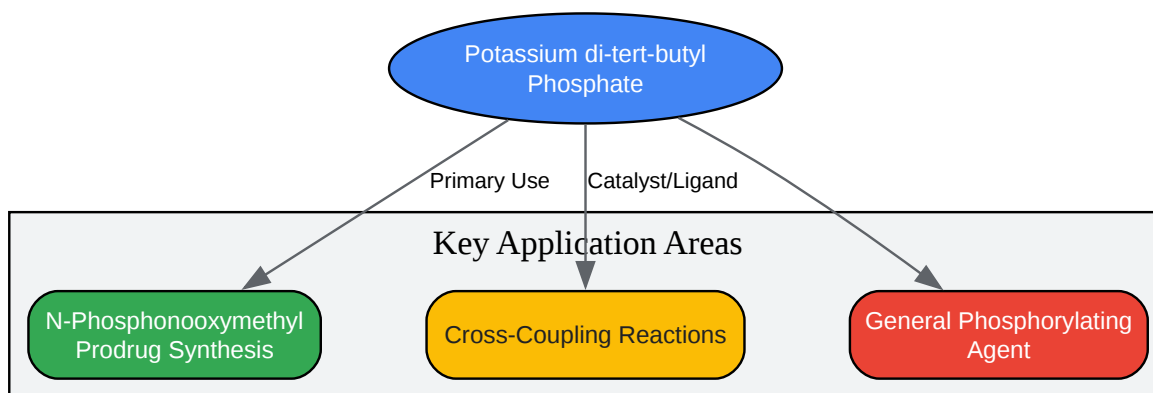 Potassium di-tert-butyl
Phosphate
Primary Use
Catalyst/Ligand
Key Application Areas
N-Phosphonooxymethyl
Prodrug Synthesis
Cross-Coupling Reactions
General Phosphorylating
Agent